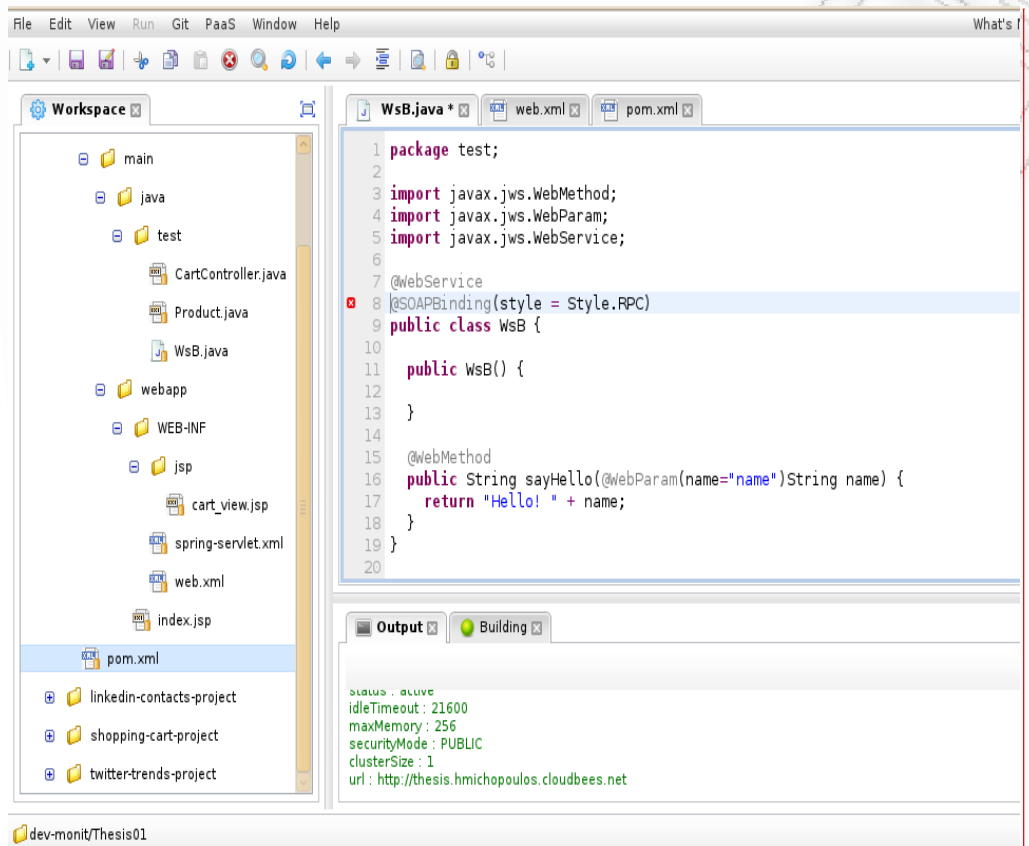 File Edit View Run Git PaaS Window Help What's
Workspace
main
java
test
CartController.java
Product.java
WsB.java
webapp
WEB-INF
jsp
cart_view.jsp
spring-servlet.xml
web.xml
index.jsp
pom.xml
linkedin-contacts-project
shopping-cart-project
twitter-trends-project
WsB.java * web.xml pom.xml
1 package test;
2
3 import javax.jws.WebMethod;
4 import javax.jws.WebParam;
5 import javax.jws.WebService;
6
7 @WebService
8 @SOAPBinding(style = Style.RPC)
9 public class WsB {
10
11 public WsB() {
12
13 }
14
15 @WebMethod
16 public String sayHello(@WebParam(name="name")String name) {
17 return "Hello! " + name;
18 }
19 }
20
Output Building
status : active
idleTimeout : 21600
maxMemory : 256
securityMode : PUBLIC
clusterSize : 1
url : http://thesis.hmichopoulos.cloudbees.net
dev-monit/Thesis01